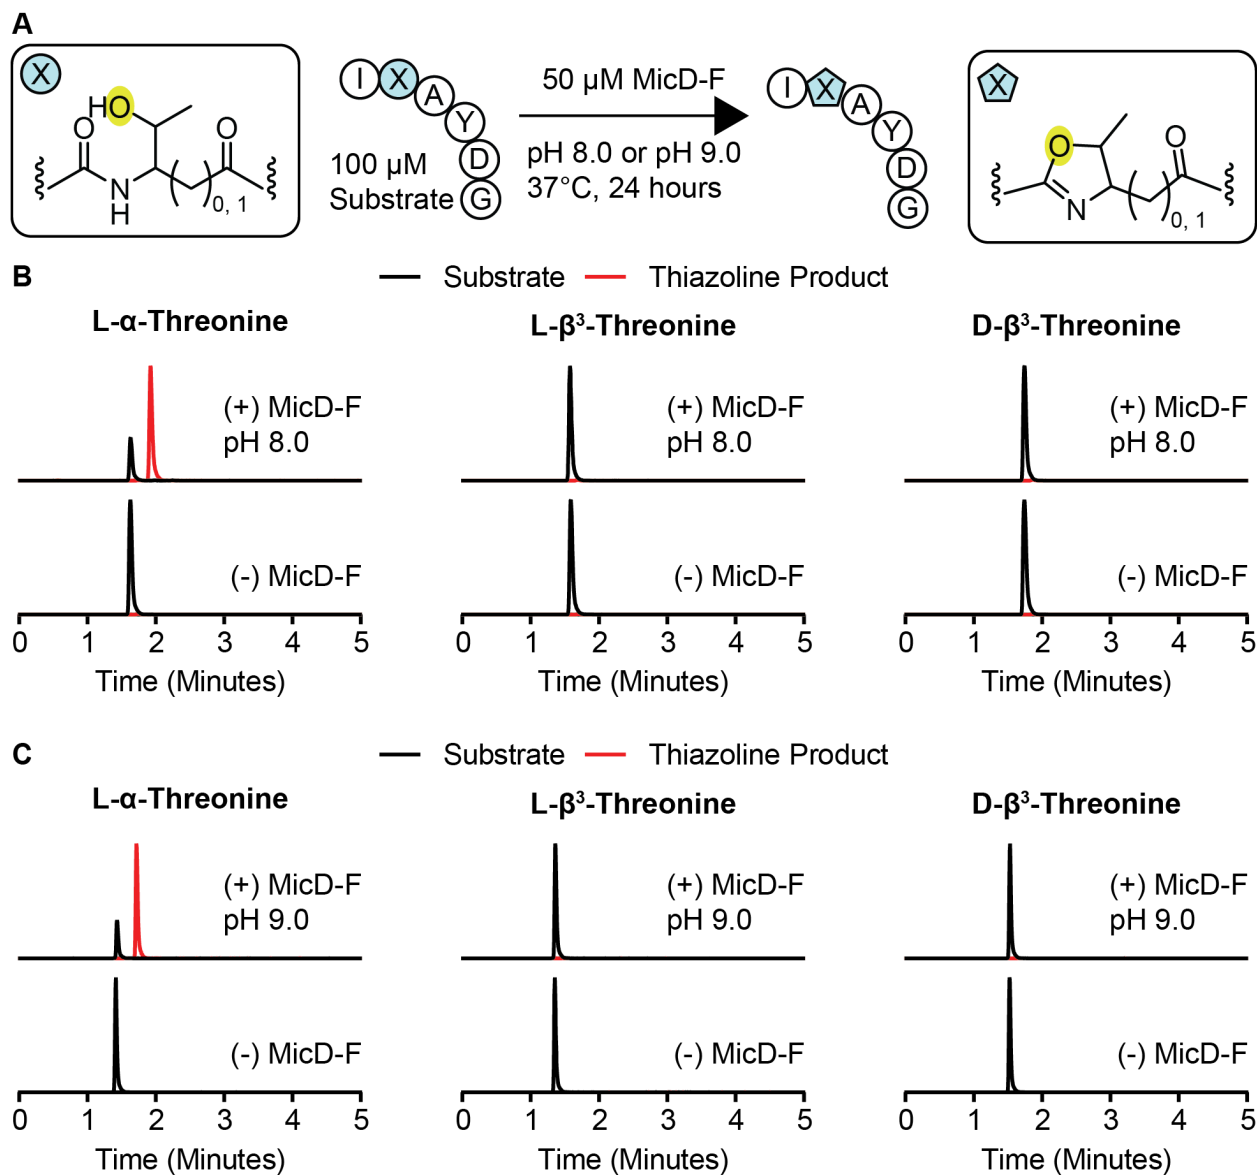 A
X
HO
O
O
N
H
0, 1
I X A Y D G
100 µM
Substrate
50 µM MicD-F
pH 8.0 or pH 9.0
37°C, 24 hours
I X A Y D G
X
O
O
N
0, 1
B
Substrate
Thiazoline Product
L-α-Threonine
L-β³-Threonine
D-β³-Threonine
(+) MicD-F
pH 8.0
(+) MicD-F
pH 8.0
(+) MicD-F
pH 8.0
(-) MicD-F
(-) MicD-F
(-) MicD-F
0 1 2 3 4 5
0 1 2 3 4 5
0 1 2 3 4 5
Time (Minutes)
Time (Minutes)
Time (Minutes)
C
Substrate
Thiazoline Product
L-α-Threonine
L-β³-Threonine
D-β³-Threonine
(+) MicD-F
pH 9.0
(+) MicD-F
pH 9.0
(+) MicD-F
pH 9.0
(-) MicD-F
(-) MicD-F
(-) MicD-F
0 1 2 3 4 5
0 1 2 3 4 5
0 1 2 3 4 5
Time (Minutes)
Time (Minutes)
Time (Minutes)